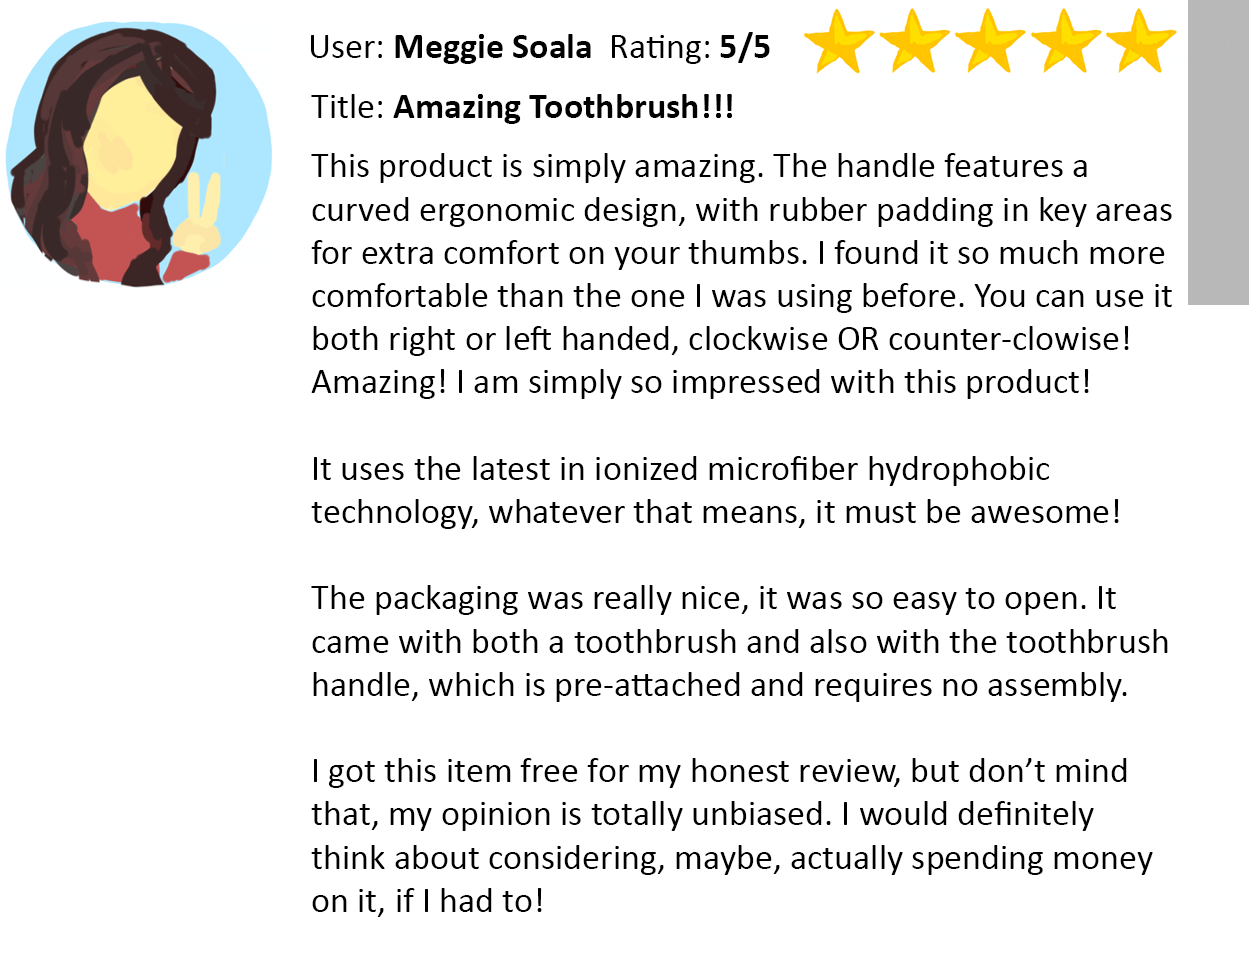 User: Meggie Soala Rating: 5/5
Title: Amazing Toothbrush!!!
This product is simply amazing. The handle features a
curved ergonomic design, with rubber padding in key areas
for extra comfort on your thumbs. I found it so much more
comfortable than the one I was using before. You can use it
both right or left handed, clockwise OR counter-clowise!
Amazing! I am simply so impressed with this product!
It uses the latest in ionized microfiber hydrophobic
technology, whatever that means, it must be awesome!
The packaging was really nice, it was so easy to open. It
came with both a toothbrush and also with the toothbrush
handle, which is pre-attached and requires no assembly.
I got this item free for my honest review, but don’t mind
that, my opinion is totally unbiased. I would definitely
think about considering, maybe, actually spending money
on it, if I had to!